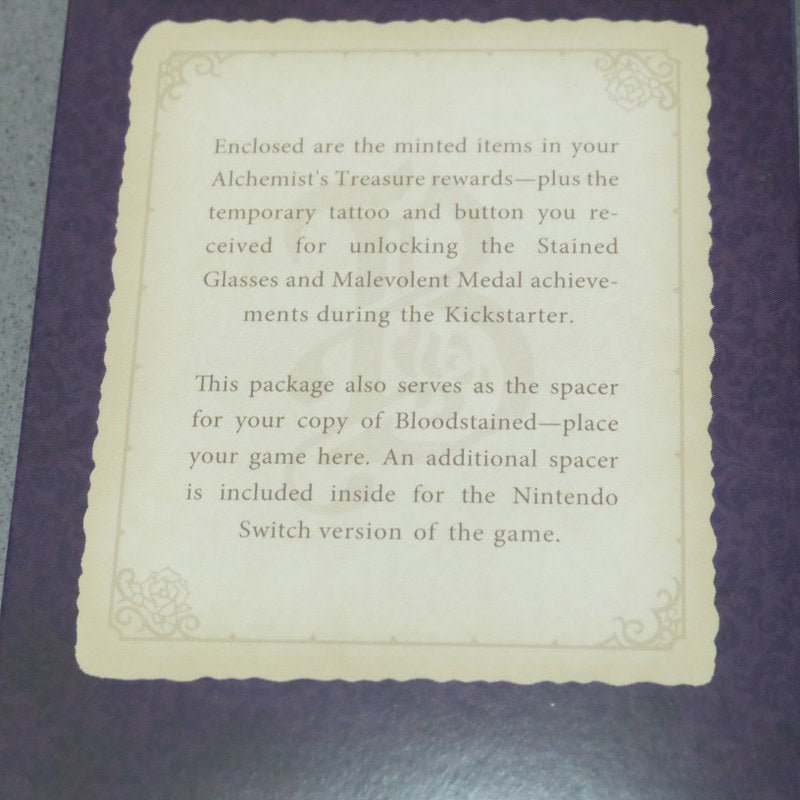 Enclosed are the minted items in your
Alchemist's Treasure rewards—plus the
temporary tattoo and button you re-
ceived for unlocking the Stained
Glasses and Malevolent Medal achieve-
ments during the Kickstarter.
This package also serves as the spacer
for your copy of Bloodstained—place
your game here. An additional spacer
is included inside for the Nintendo
Switch version of the game.